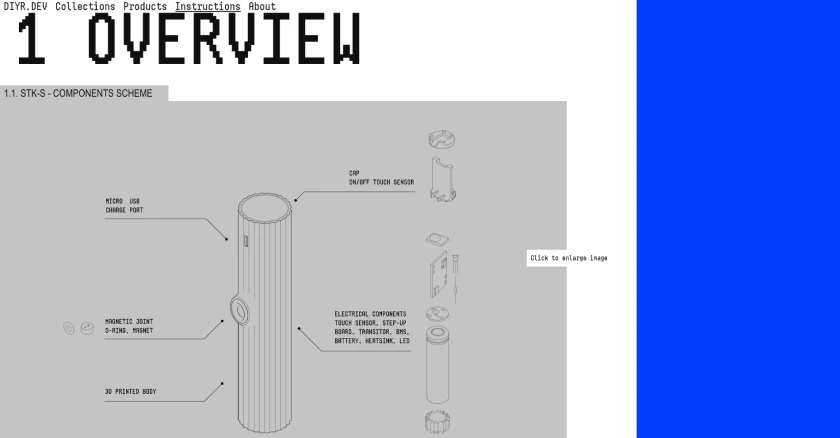 DIYR.DEV Collections Products Instructions About
1 OVERVIEW
1.1. STK-S - COMPONENTS SCHEME
CAP
ON/OFF TOUCH SENSOR
MICRO USB
CHARGE PORT
Click to enlarge image
MAGNETIC JOINT
O-RING, MAGNET
ELECTRICAL COMPONENTS
TOUCH SENSOR, STEP-UP
BOARD, TRANSITOR, BMS,
BATTERY, HEATSINK, LED
3D PRINTED BODY